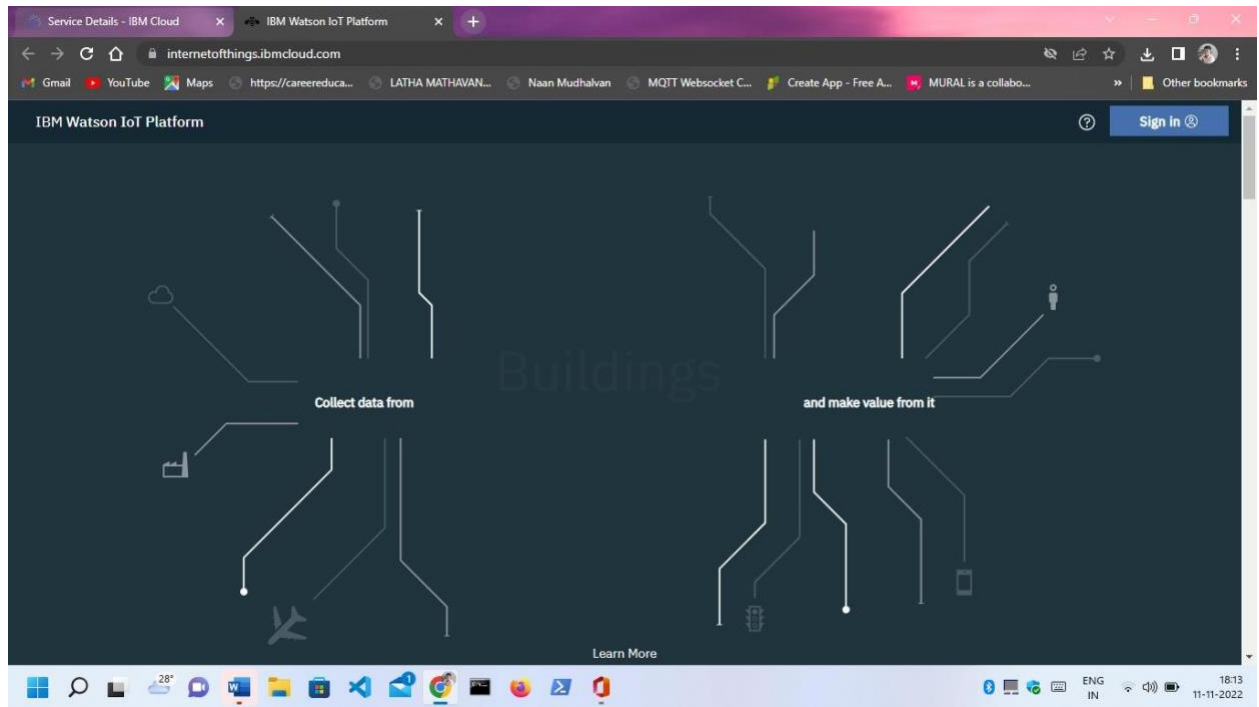 Service Details - IBM Cloud
IBM Watson IoT Platform
internetofthings.ibmcloud.com
Gmail YouTube Maps https://careereduca... LATHA MATHAVAN... Naan Mudhalvan MQTT Websocket C... Create App - Free A... MURAL is a collabo... » Other bookmarks
IBM Watson IoT Platform
Sign in
Buildings
Collect data from
and make value from it
Learn More
28°
ENG
IN
18:13
11-11-2022